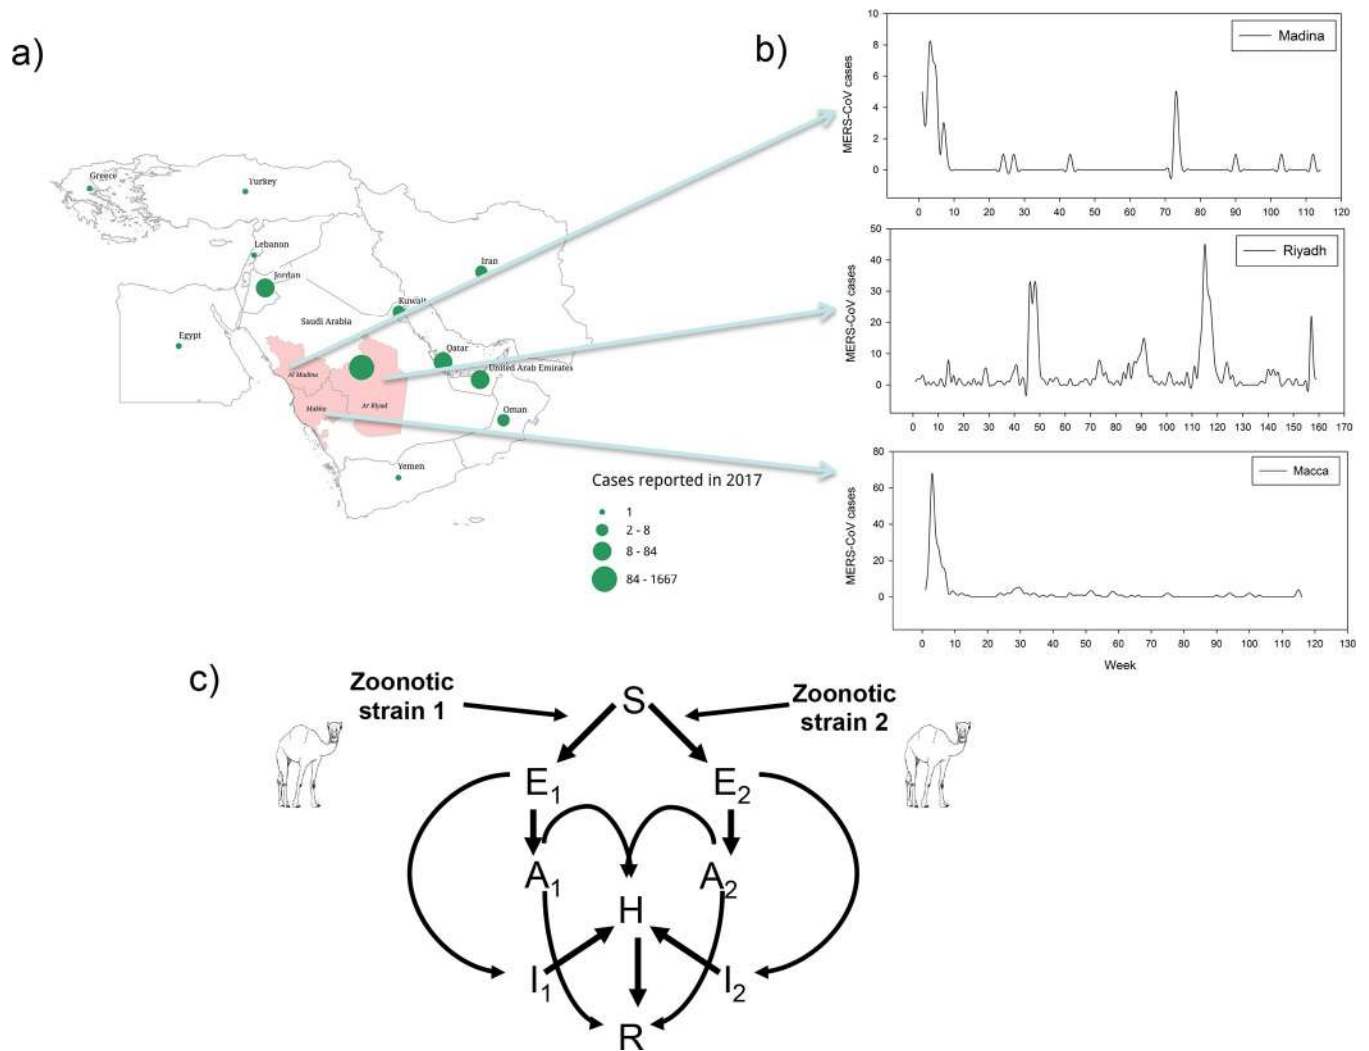 a)
Greece
Turkey
Lebanon
Jordan
Iran
Kuwait
Saudi Arabia
Egypt
Qatar
United Arab Emirates
Al Madina
Makka
Ar Riyad
Oman
Yemen
Cases reported in 2017
1
2 - 8
8 - 84
84 - 1667
b)
MERS-CoV cases
10
8
6
4
2
0
Madina
0 10 20 30 40 50 60 70 80 90 100 110 120
MERS-CoV cases
50
40
30
20
10
0
Riyadh
0 10 20 30 40 50 60 70 80 90 100 110 120 130 140 150 160 170
MERS-CoV cases
80
60
40
20
0
Macca
0 10 20 30 40 50 60 70 80 90 100 110 120 130
Week
c)
Zoonotic
strain 1
S
Zoonotic
strain 2
E1 E2
A1 A2
H
I1 I2
R